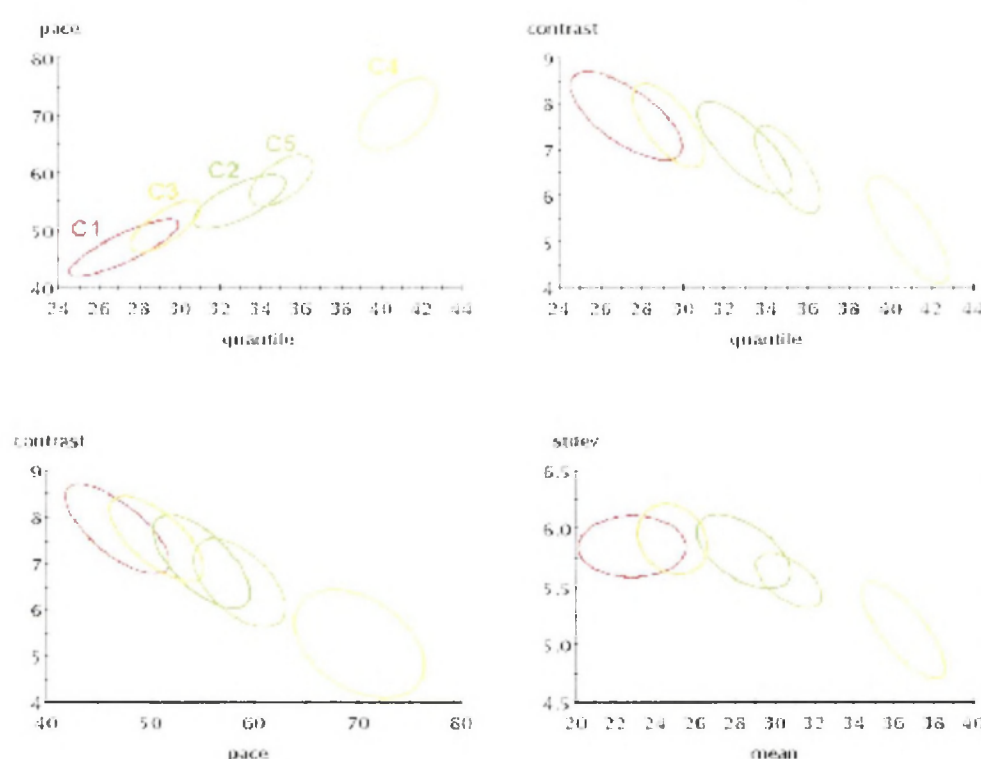 pace
80
C4
70
C5
60
C2
C3
50
C1
40
24 26 28 30 32 34 36 38 40 42 44
quantile
contrast
9
8
7
6
5
4
24 26 28 30 32 34 36 38 40 42 44
quantile
contrast
9
8
7
6
5
4
40 50 60 70 80
pace
stdev
6.5
6.0
5.5
5.0
4.5
20 22 24 26 28 30 32 34 36 38 40
mean